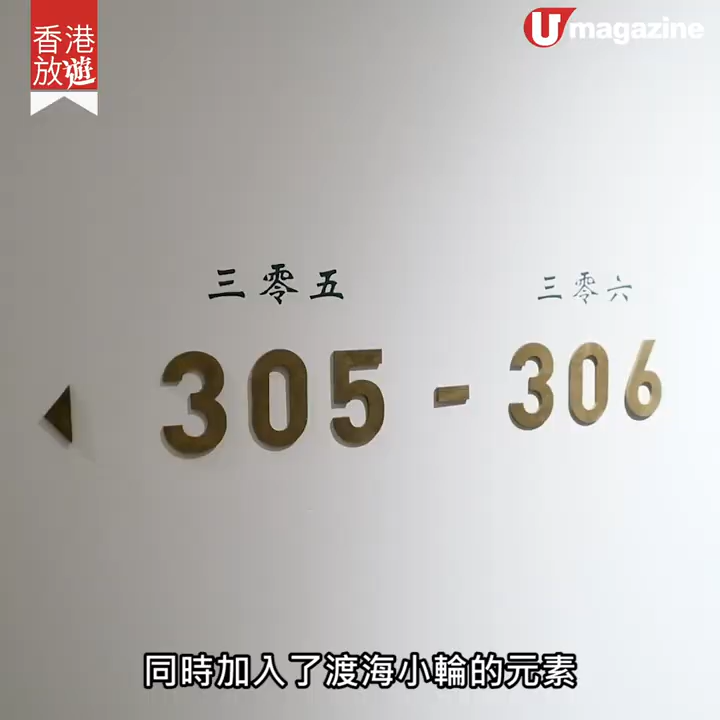 香港
放遊
U magazine
三零五 三零六
305 - 306
同時加入了渡海小輪的元素